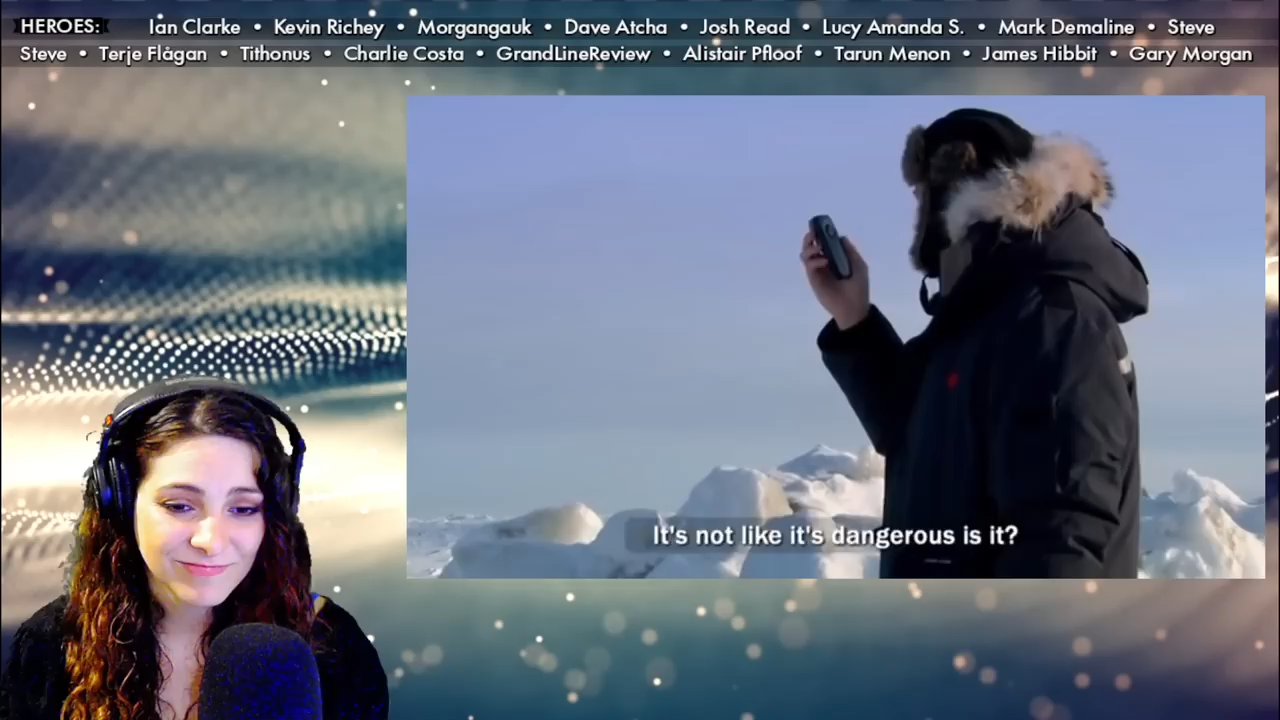 HEROES: Ian Clarke • Kevin Richey • Morgangauk • Dave Atcha • Josh Read • Lucy Amanda S. • Mark Demaline • Steve
Steve • Terje Flågan • Tithonus • Charlie Costa • GrandLineReview • Alistair Pfloof • Tarun Menon • James Hibbit • Gary Morgan
It's not like it's dangerous is it?